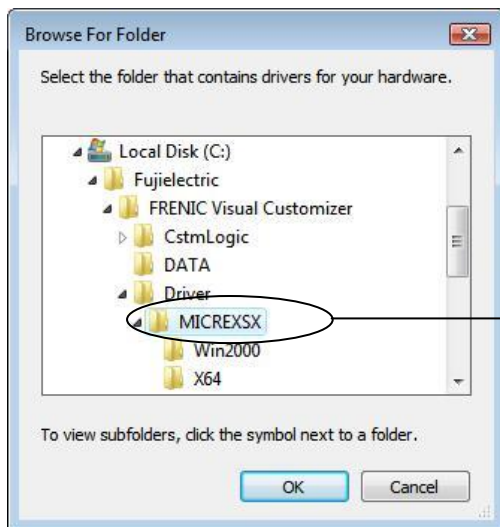 Browse For Folder
Select the folder that contains drivers for your hardware.
Local Disk (C:)
Fujielectric
FRENIC Visual Customizer
CstmLogic
DATA
Driver
MICREXSX
Win2000
X64
To view subfolders, click the symbol next to a folder.
OK Cancel